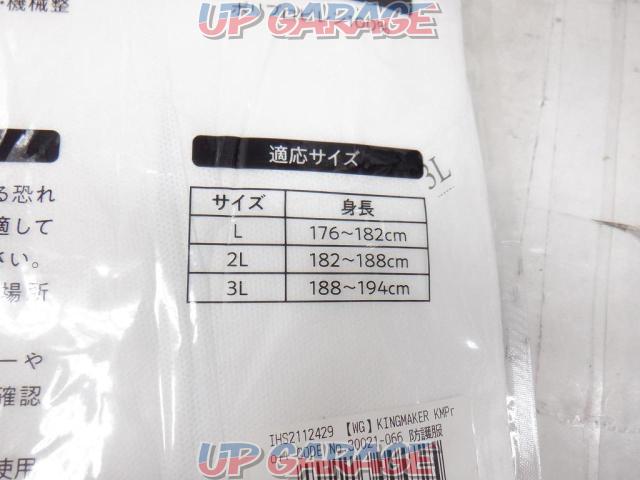 UP GARAGE
・機械整
適応サイズ
サイズ 身長
L 176~182cm
2L 182~188cm
3L 188~194cm
3L
る恐れ
適して
さい。
場所
ーや
確認
使用
IHS2112429 【WG】KINGMAKER KMPr
CODE NO.20021-066 防護服
UP GARAGE